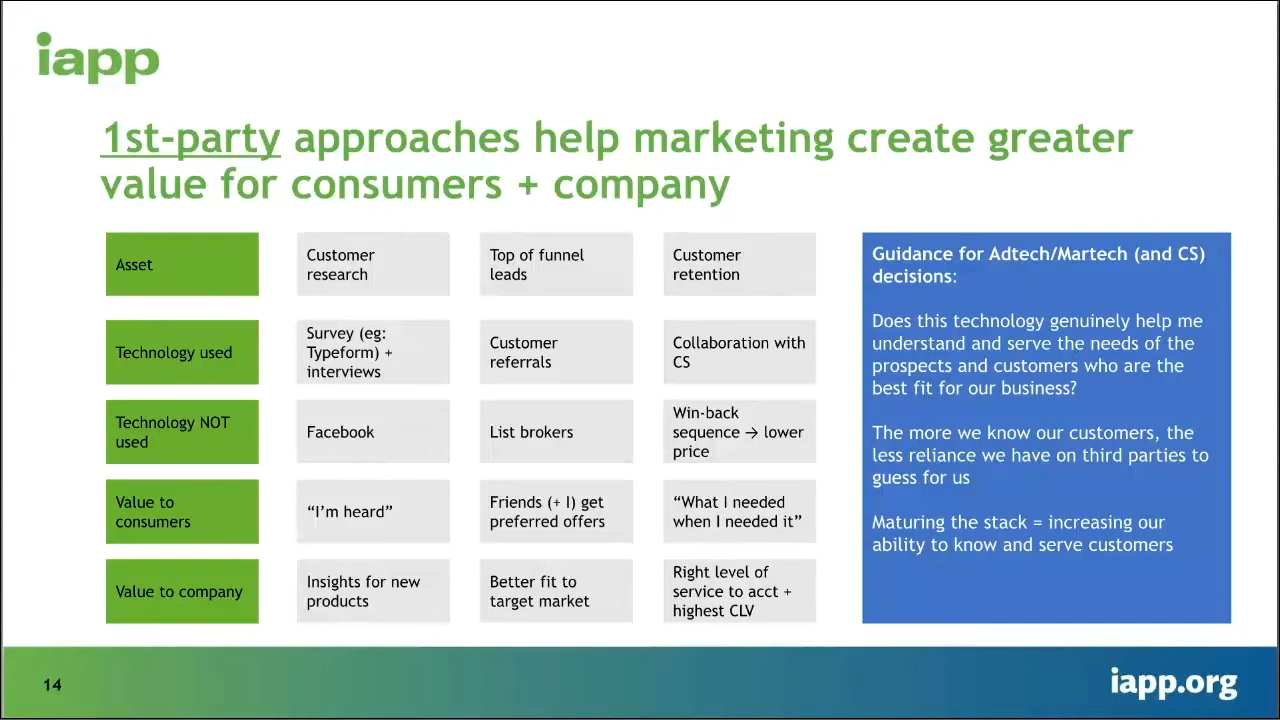 iapp
1st-party approaches help marketing create greater
value for consumers + company
Asset
Customer
research
Top of funnel
leads
Customer
retention
Technology used
Survey (eg:
Typeform) +
interviews
Customer
referrals
Collaboration with
CS
Technology NOT
used
Facebook
List brokers
Win-back
sequence → lower
price
Value to
consumers
“I’m heard”
Friends (+ I) get
preferred offers
“What I needed
when I needed it”
Value to company
Insights for new
products
Better fit to
target market
Right level of
service to acct +
highest CLV
Guidance for Adtech/Martech (and CS)
decisions:
Does this technology genuinely help me
understand and serve the needs of the
prospects and customers who are the
best fit for our business?
The more we know our customers, the
less reliance we have on third parties to
guess for us
Maturing the stack = increasing our
ability to know and serve customers
14
iapp.org